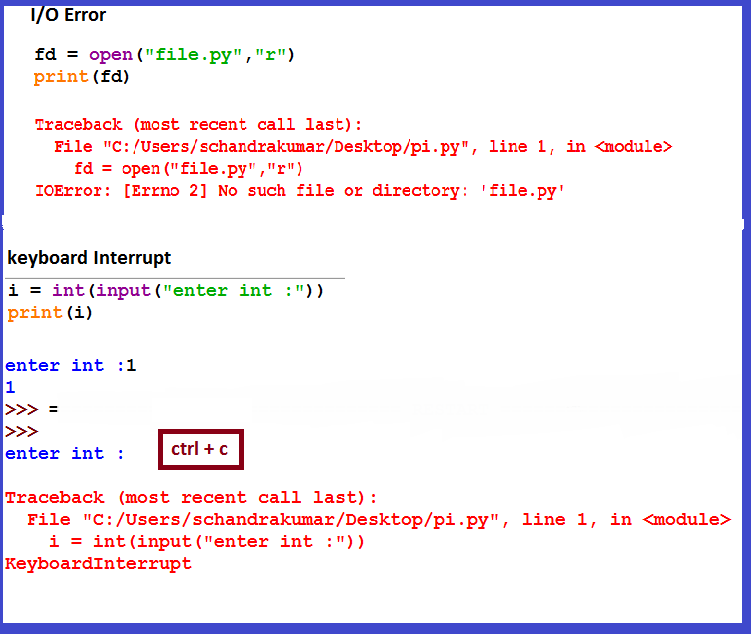 I/O Error
fd = open("file.py","r")
print(fd)
Traceback (most recent call last):
  File "C:/Users/schandrakumar/Desktop/pi.py", line 1, in <module>
    fd = open("file.py","r")
IOError: [Errno 2] No such file or directory: 'file.py'
keyboard Interrupt
i = int(input("enter int :"))
print(i)
enter int :1
1
>>> =
>>>
enter int :
ctrl + c
Traceback (most recent call last):
  File "C:/Users/schandrakumar/Desktop/pi.py", line 1, in <module>
    i = int(input("enter int :"))
KeyboardInterrupt